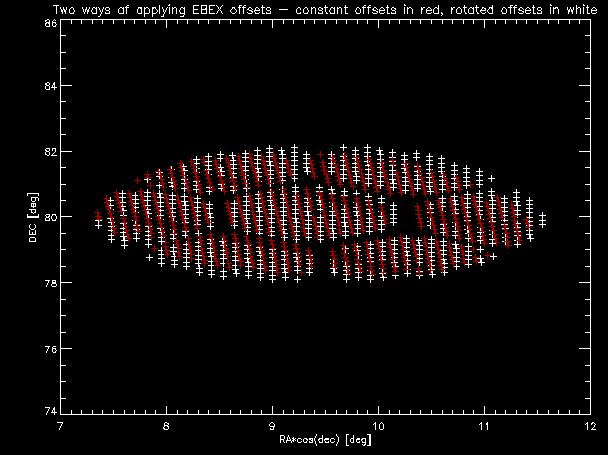 Two ways af applying EBEX offsets — constant offsets in red, rotated offsets in white
86
84
82
80
78
76
74
DEC [deg]
7 8 9 10 11 12
RA*cos(dec) [deg]